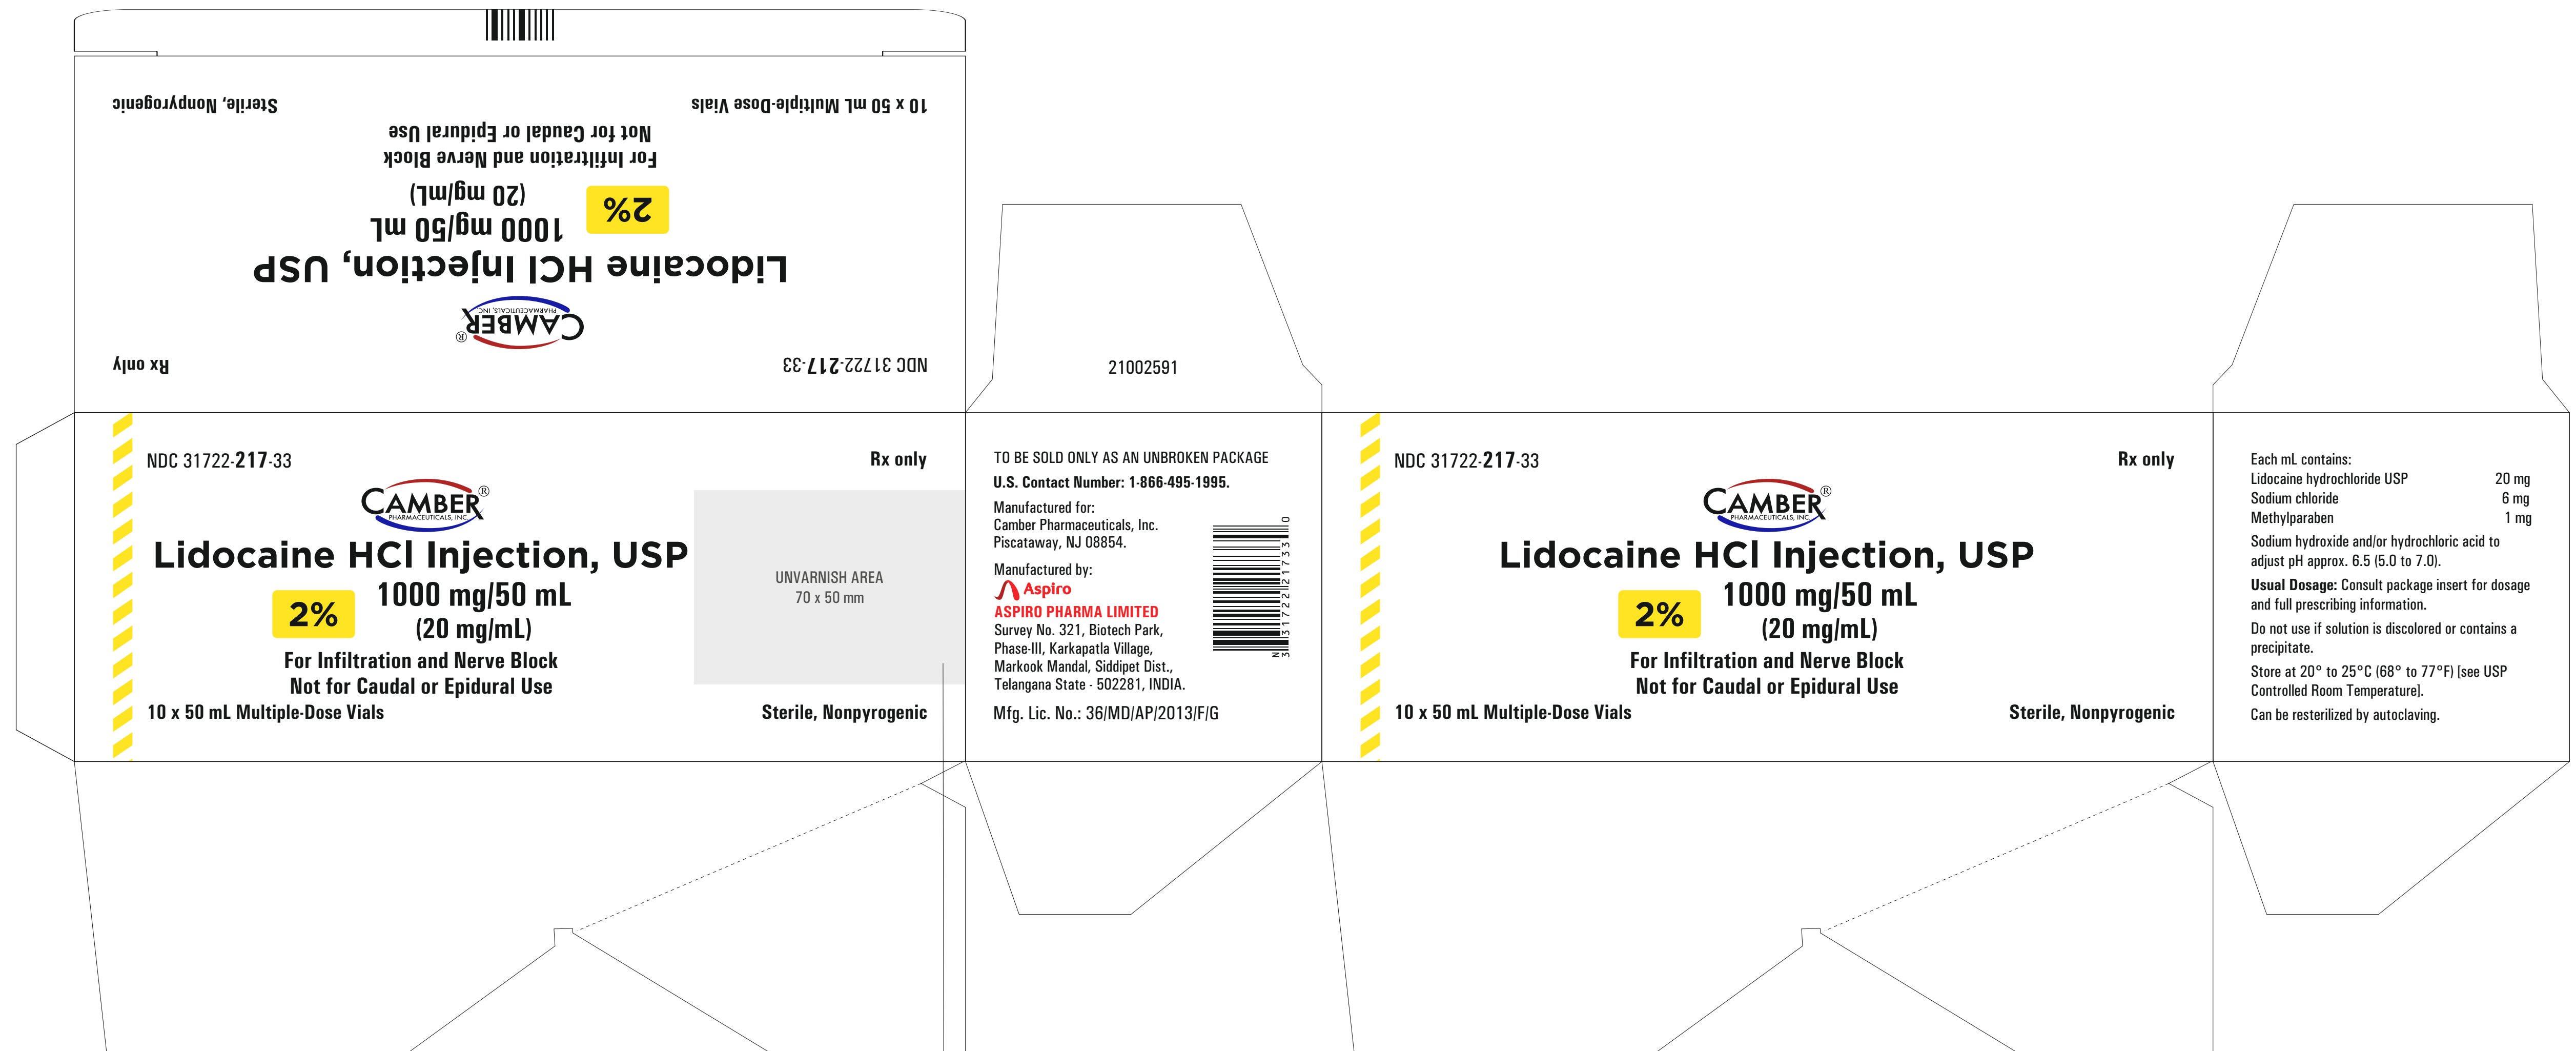 Sterile, Nonpyrogenic
10 x 50 mL Multiple-Dose Vials
Not for Caudal or Epidural Use
For Infiltration and Nerve Block
(20 mg/mL)
2%
1000 mg/50 mL
Lidocaine HCl Injection, USP
CAMBER®
PHARMACEUTICALS, INC.
Rx only
NDC 31722-217-33
NDC 31722-217-33
Rx only
CAMBER®
PHARMACEUTICALS, INC.
Lidocaine HCl Injection, USP
2%
1000 mg/50 mL
(20 mg/mL)
For Infiltration and Nerve Block
Not for Caudal or Epidural Use
10 x 50 mL Multiple-Dose Vials
Sterile, Nonpyrogenic
UNVARNISH AREA
70 x 50 mm
21002591
TO BE SOLD ONLY AS AN UNBROKEN PACKAGE
U.S. Contact Number: 1-866-495-1995.
Manufactured for:
Camber Pharmaceuticals, Inc.
Piscataway, NJ 08854.
Manufactured by:
Aspiro
ASPIRO PHARMA LIMITED
Survey No. 321, Biotech Park,
Phase-III, Karkapatla Village,
Markook Mandal, Siddipet Dist.,
Telangana State - 502281, INDIA.
Mfg. Lic. No.: 36/MD/AP/2013/F/G
N
3 31722 21733 0
NDC 31722-217-33
Rx only
CAMBER®
PHARMACEUTICALS, INC.
Lidocaine HCl Injection, USP
2%
1000 mg/50 mL
(20 mg/mL)
For Infiltration and Nerve Block
Not for Caudal or Epidural Use
10 x 50 mL Multiple-Dose Vials
Sterile, Nonpyrogenic
Each mL contains:
Lidocaine hydrochloride USP 20 mg
Sodium chloride 6 mg
Methylparaben 1 mg
Sodium hydroxide and/or hydrochloric acid to
adjust pH approx. 6.5 (5.0 to 7.0).
Usual Dosage: Consult package insert for dosage
and full prescribing information.
Do not use if solution is discolored or contains a
precipitate.
Store at 20° to 25°C (68° to 77°F) [see USP
Controlled Room Temperature].
Can be resterilized by autoclaving.